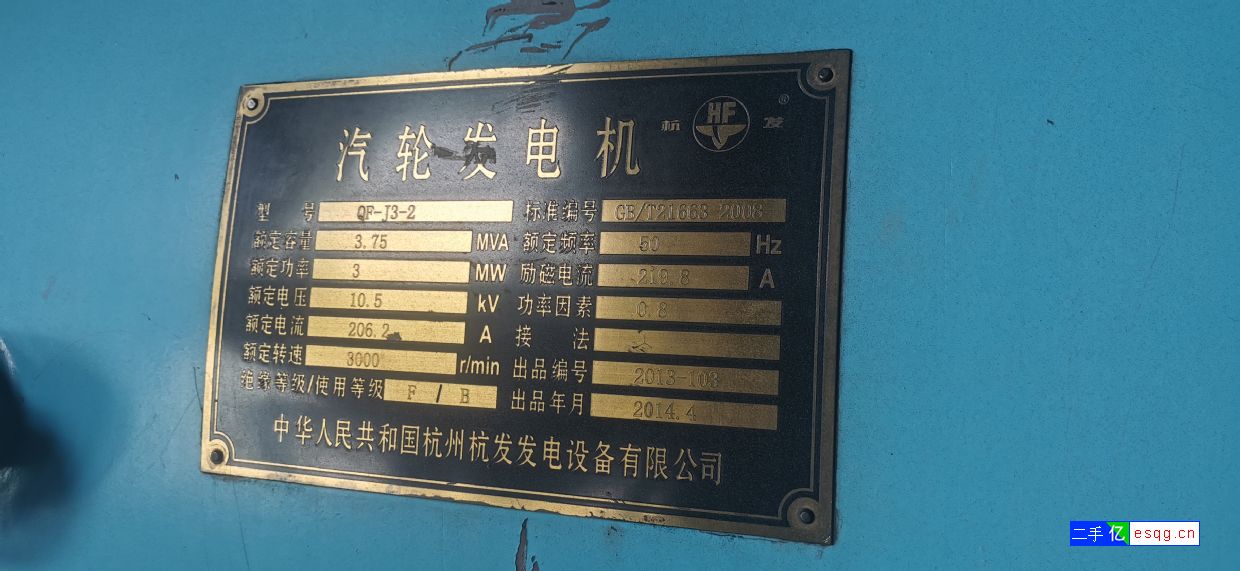 汽轮发电机 杭 HF 发 ®
型 号 QF-J3-2 标准编号 GB/T21663-2008
额定容量 3.75 MVA 额定频率 50 Hz
额定功率 3 MW 励磁电流 219.8 A
额定电压 10.5 kV 功率因素 0.8
额定电流 206.2 A 接 法
额定转速 3000 r/min 出品编号 2013-103
绝缘等级/使用等级 F / B 出品年月 2014.4
中华人民共和国杭州杭发发电设备有限公司
二手亿 esqg.cn